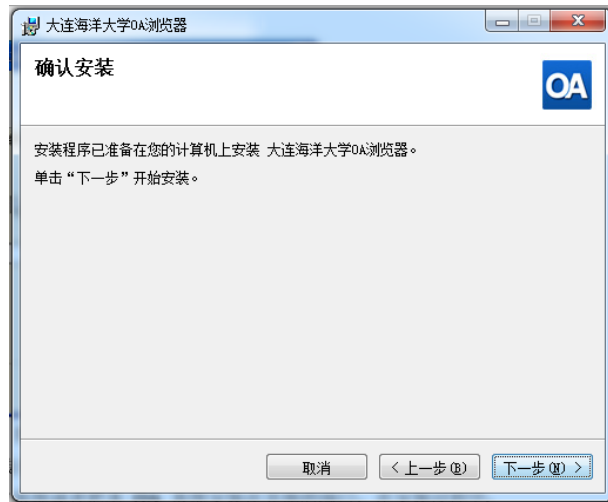 大连海洋大学OA浏览器
确认安装
OA
安装程序已准备在您的计算机上安装 大连海洋大学OA浏览器。
单击“下一步”开始安装。
取消
<上一步(B)
下一步(N)>